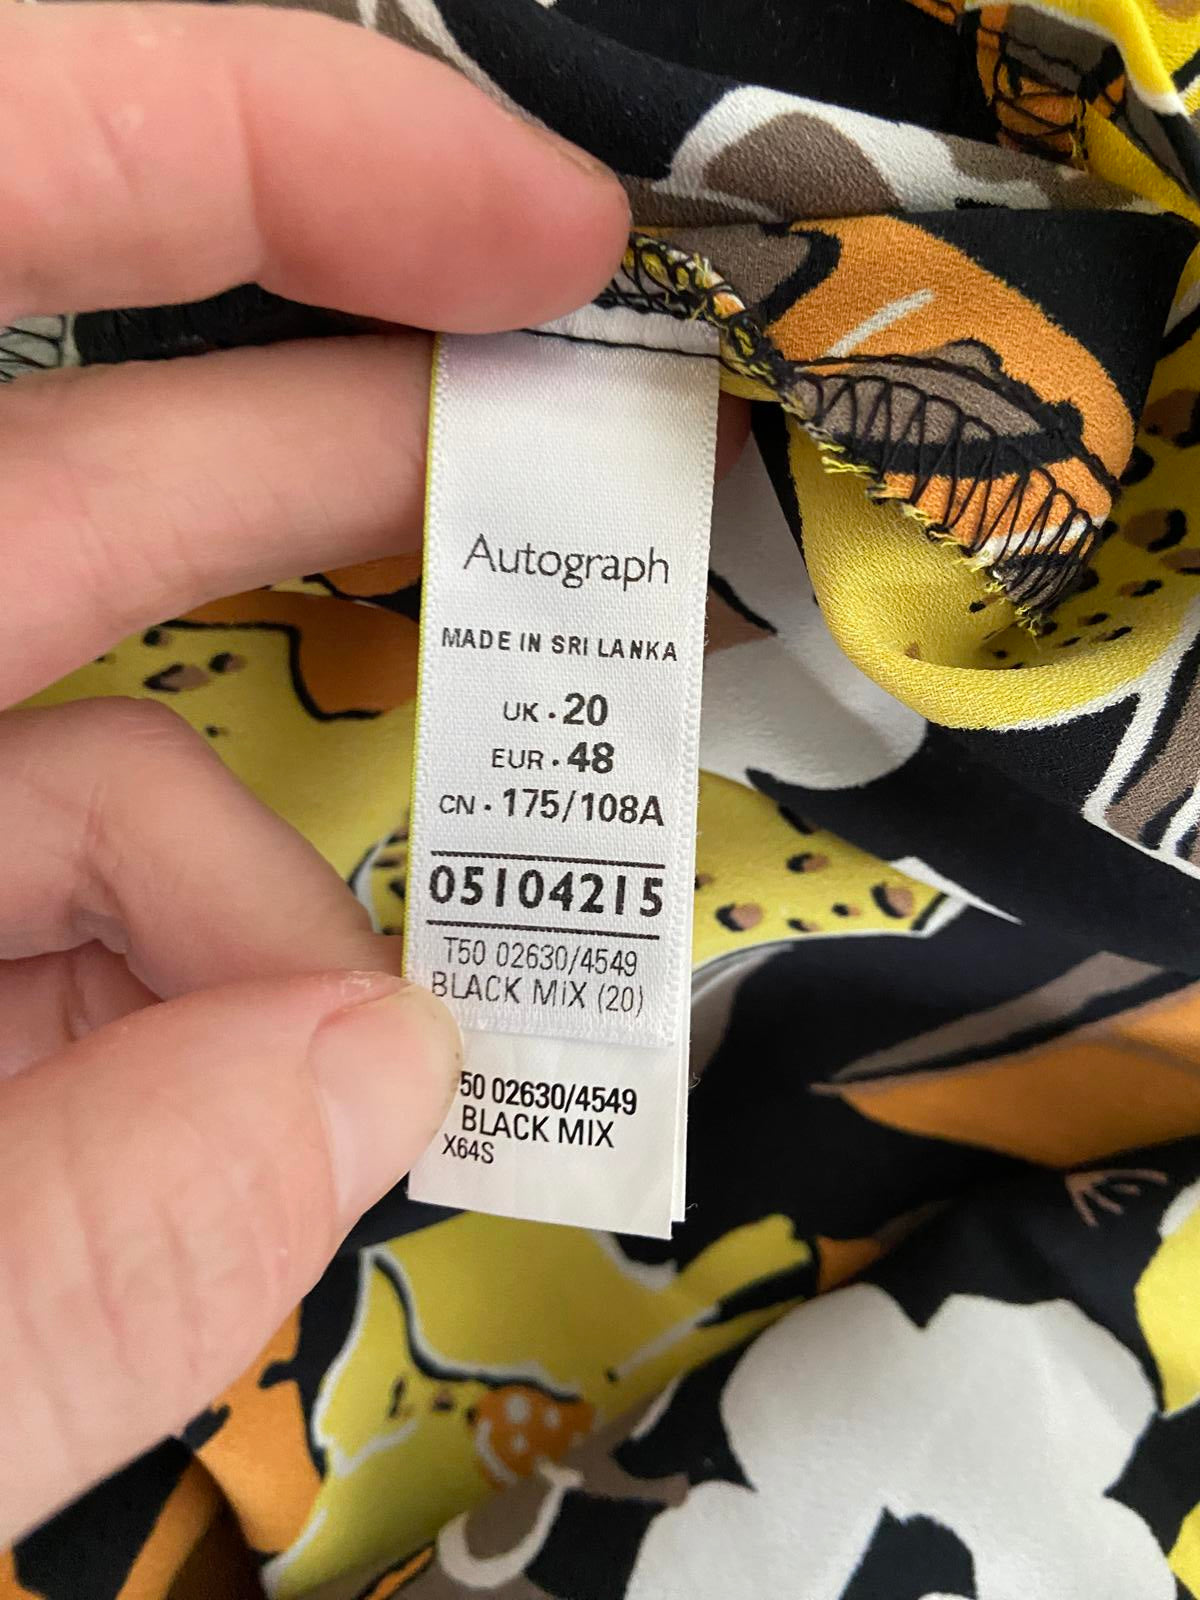 Autograph
MADE IN SRI LANKA
UK · 20
EUR · 48
CN · 175/108A
05104215
T50 02630/4549
BLACK MiX (20)
50 02630/4549
BLACK MIX
X64S